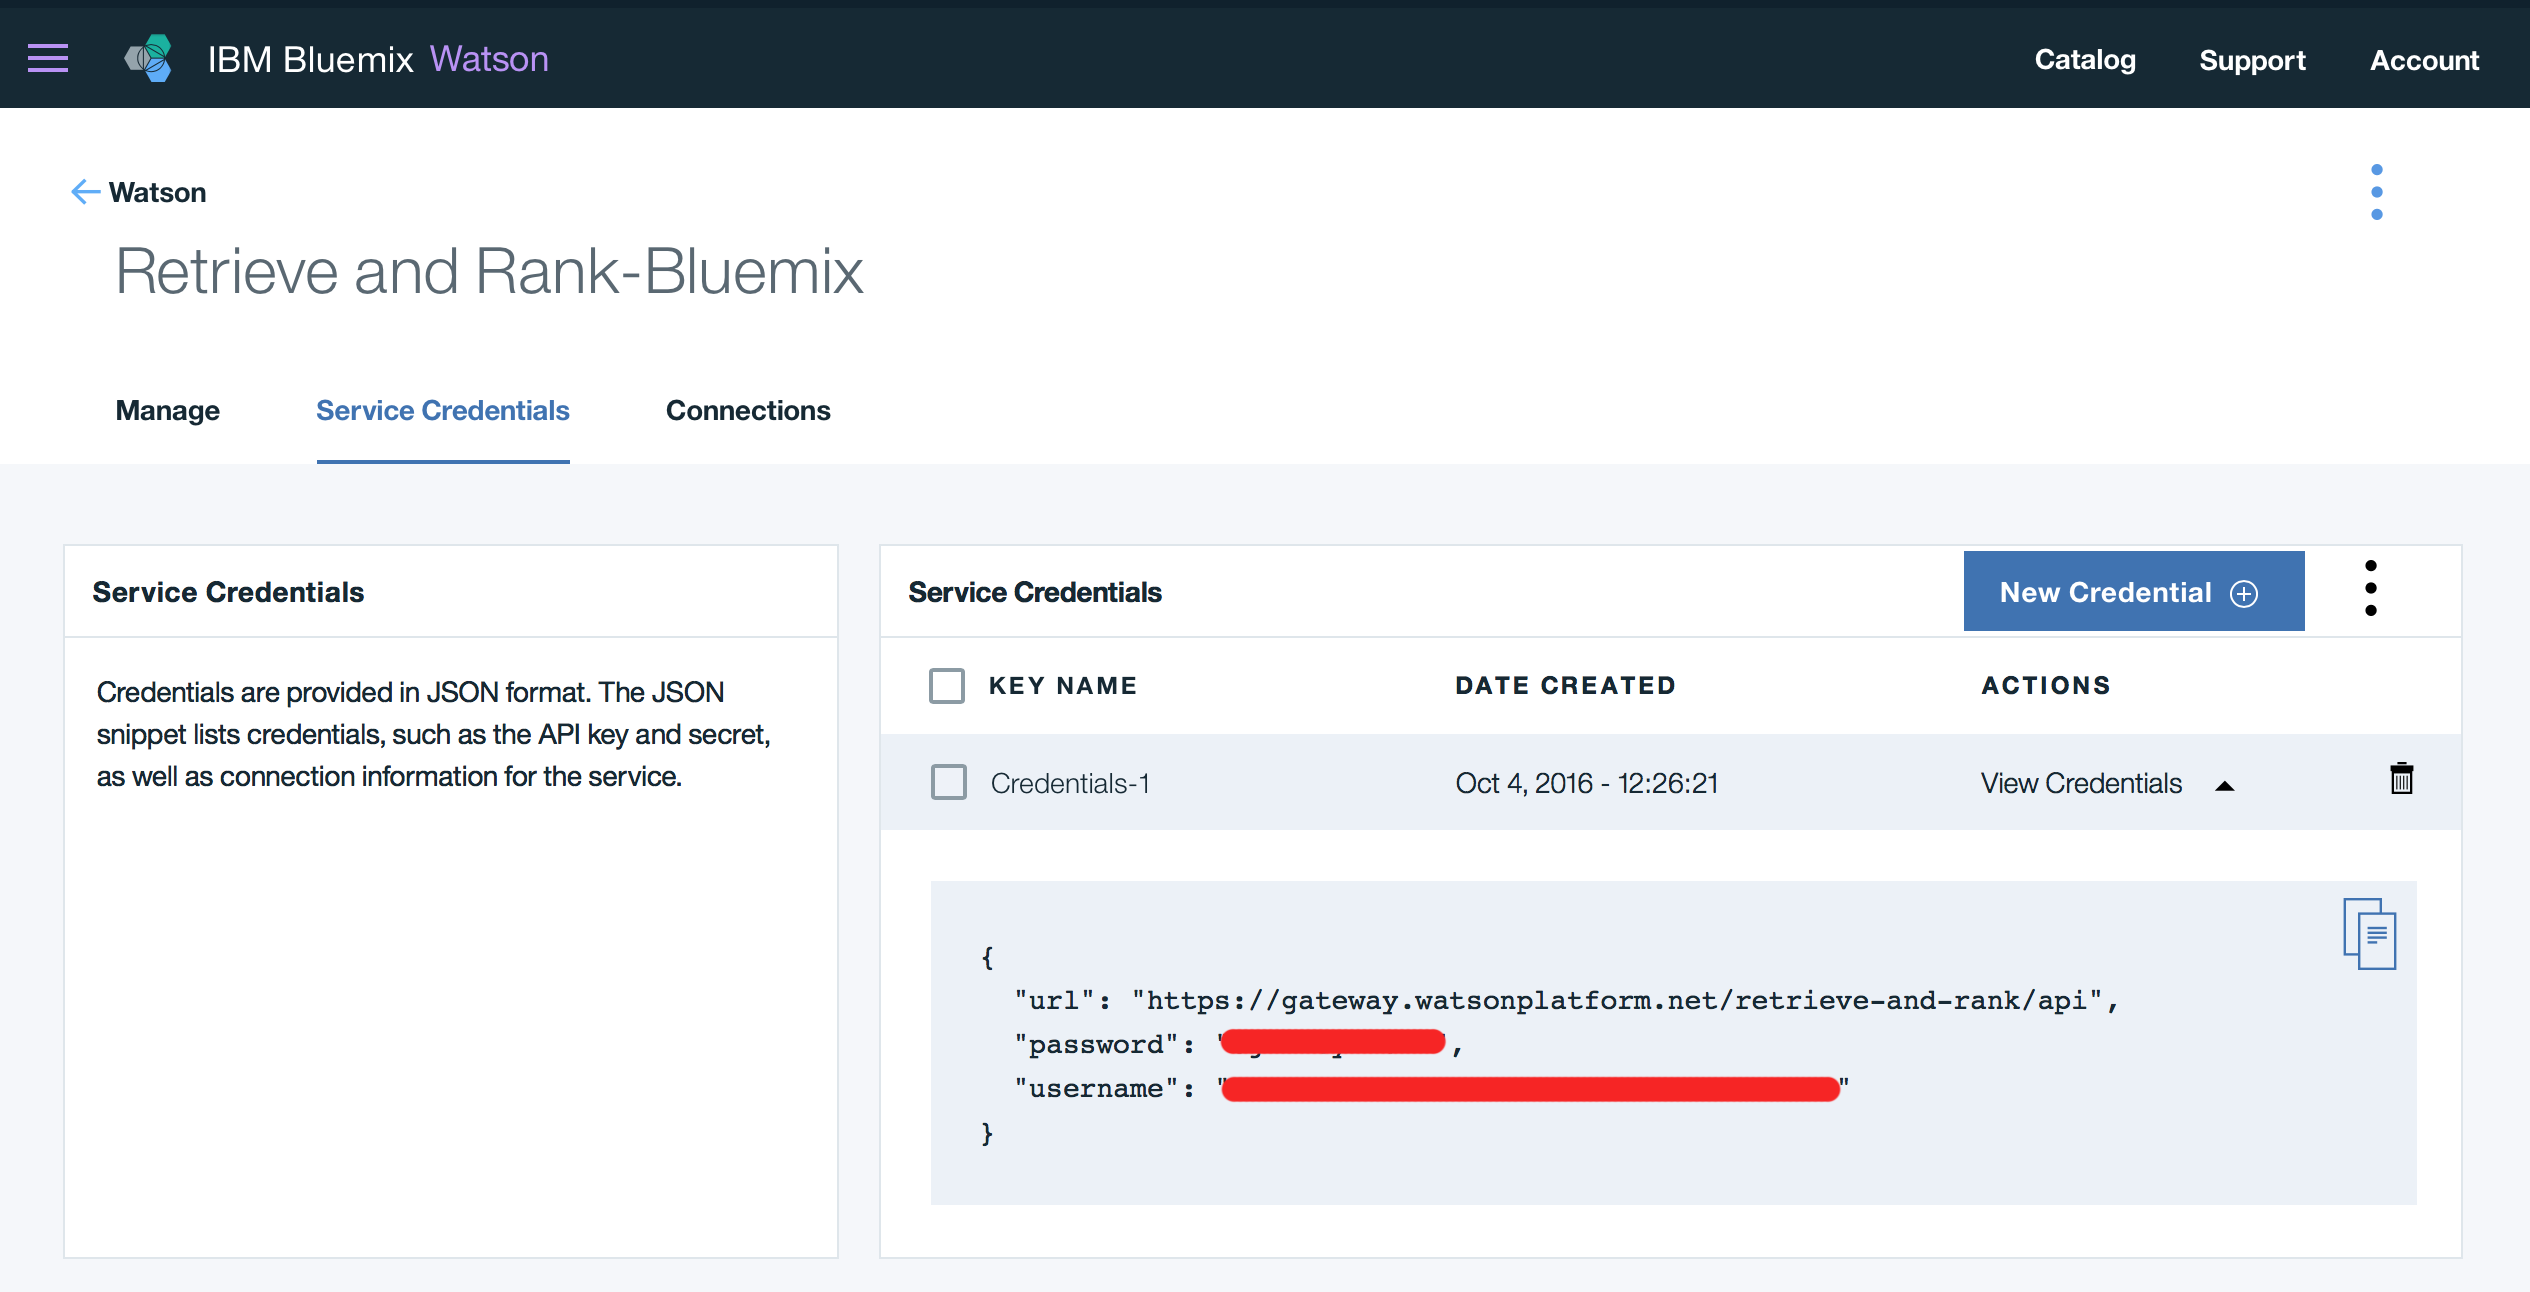 IBM Bluemix Watson
Catalog Support Account
Watson
Retrieve and Rank-Bluemix
Manage Service Credentials Connections
Service Credentials
Credentials are provided in JSON format. The JSON
snippet lists credentials, such as the API key and secret,
as well as connection information for the service.
Service Credentials
New Credential
KEY NAME DATE CREATED ACTIONS
Credentials-1 Oct 4, 2016 - 12:26:21 View Credentials
{
"url": "https://gateway.watsonplatform.net/retrieve-and-rank/api",
"password": " ,
"username": " "
}